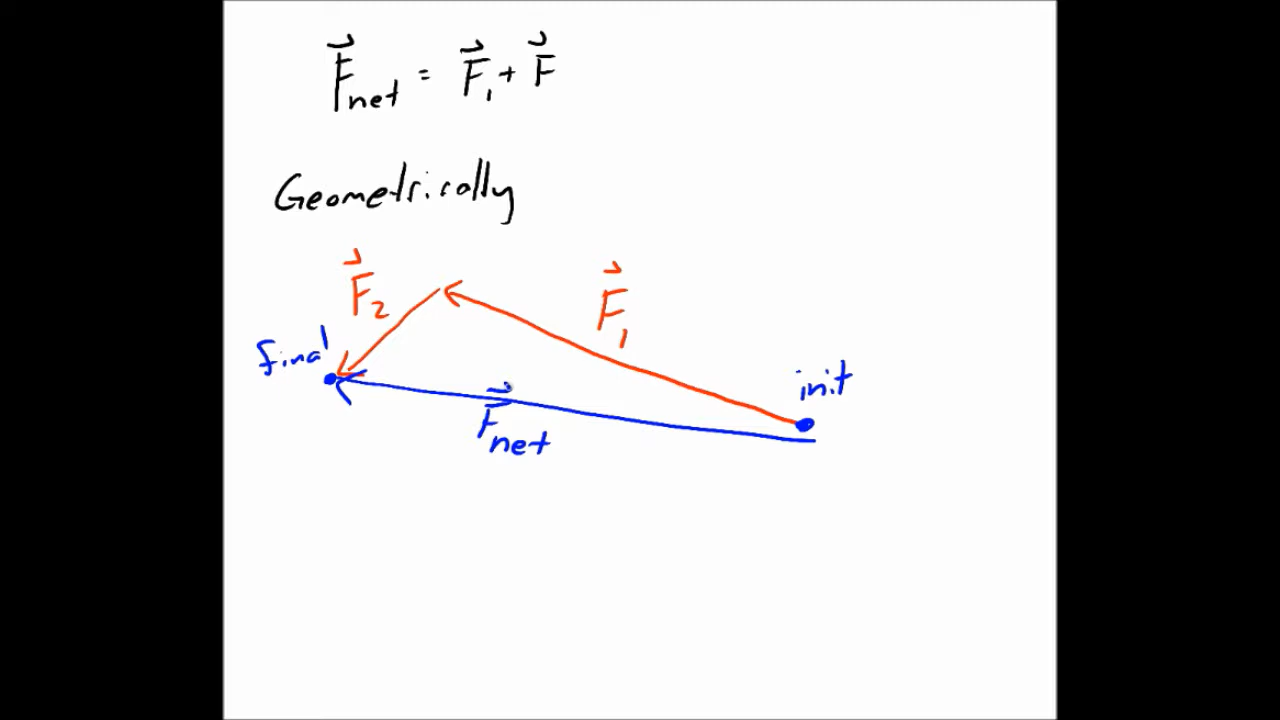 F⃗net = F⃗₁ + F⃗
Geometrically
F⃗₂
F⃗₁
final
init
F⃗net